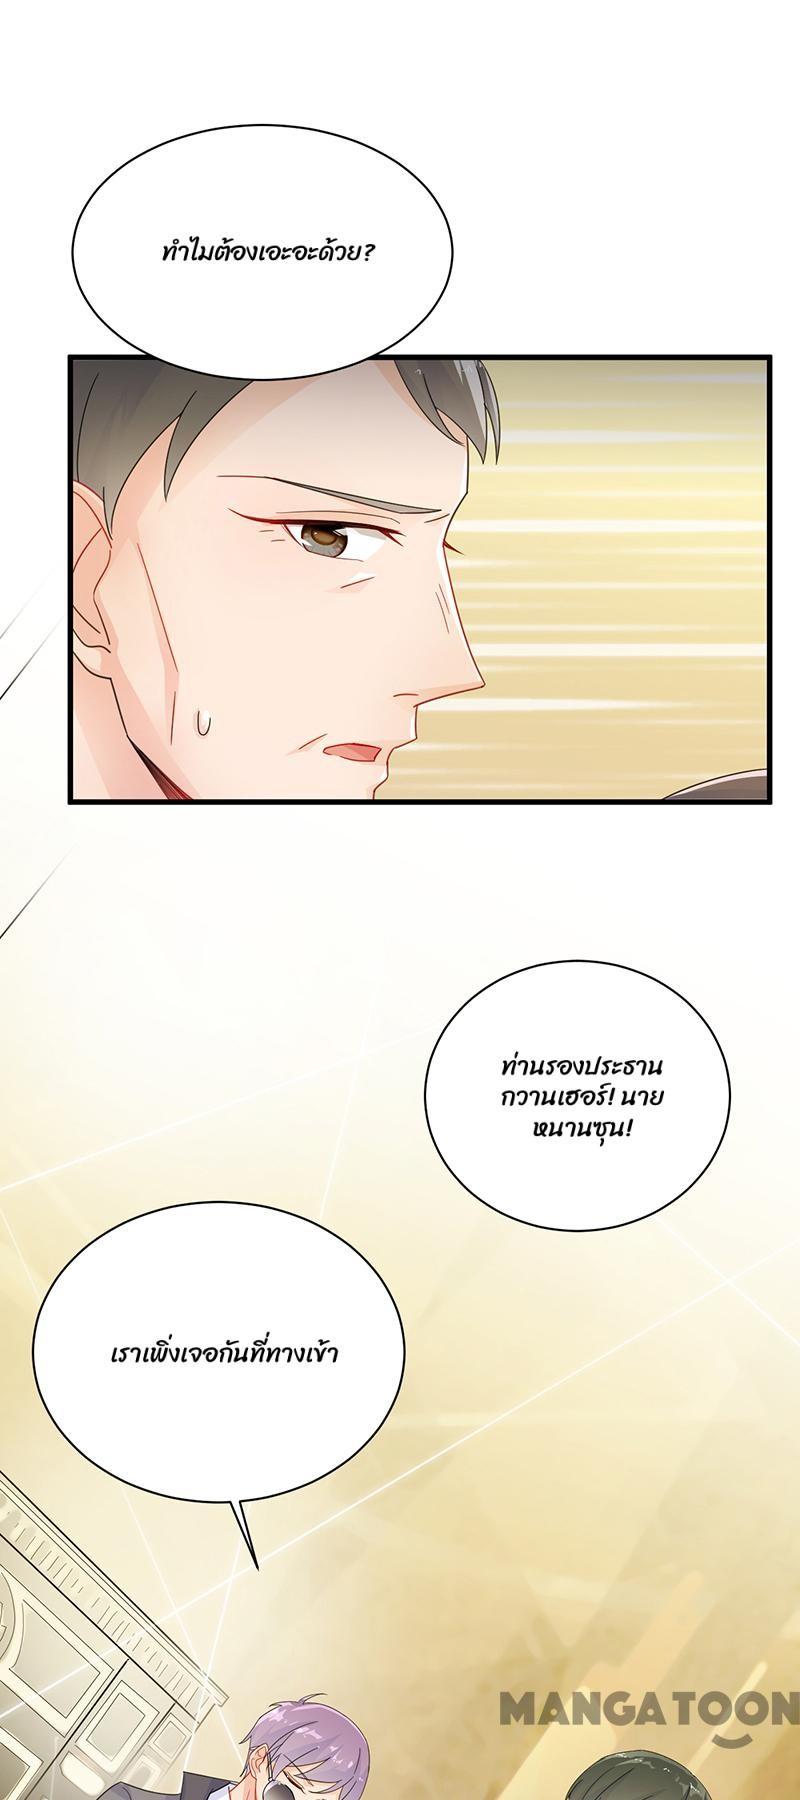 ทำไมต้องเอะอะด้วย?
ท่านรองประธาน
กวานเฮอร์! นาย
หนานซุน!
เราเพิ่งเจอกันที่ทางเข้า
MANGATOON